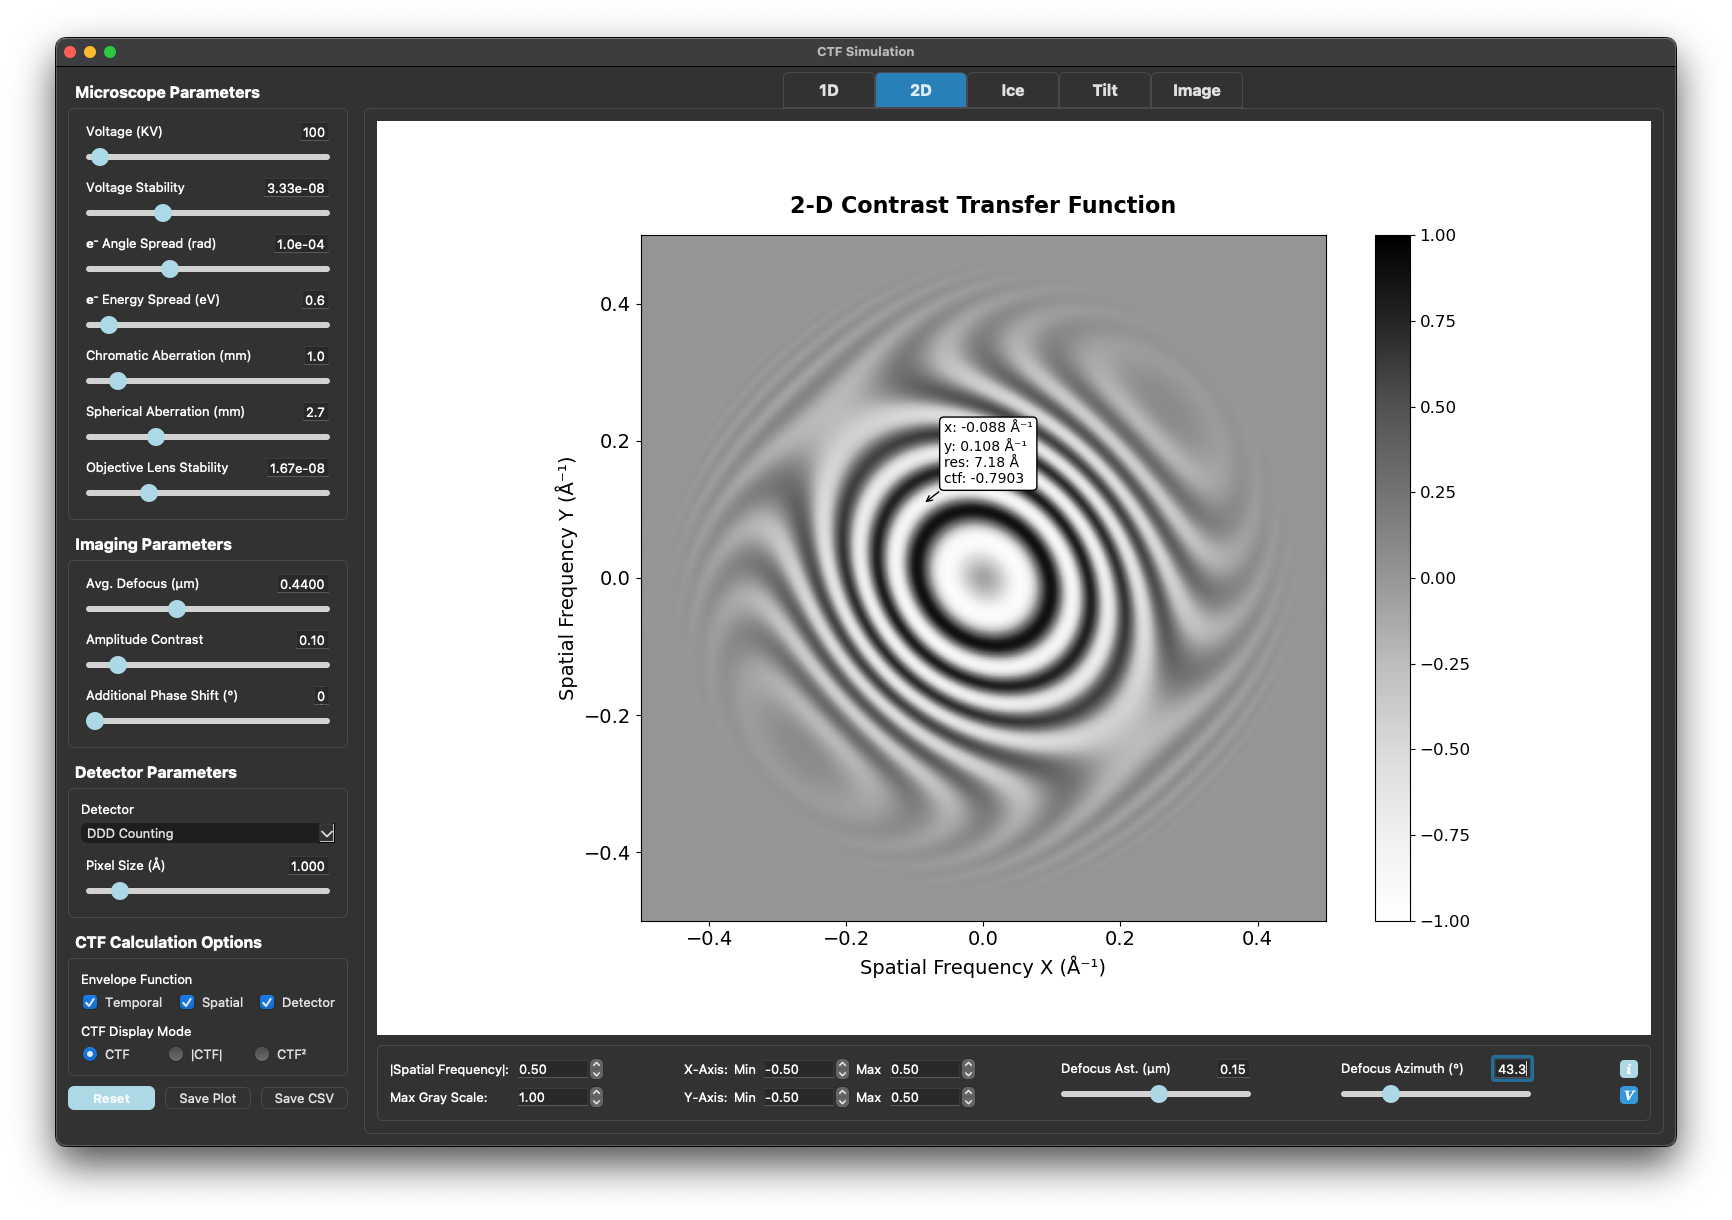 CTF Simulation
Microscope Parameters
Voltage (KV) 100
Voltage Stability 3.33e-08
e⁻ Angle Spread (rad) 1.0e-04
e⁻ Energy Spread (eV) 0.6
Chromatic Aberration (mm) 1.0
Spherical Aberration (mm) 2.7
Objective Lens Stability 1.67e-08
Imaging Parameters
Avg. Defocus (µm) 0.4400
Amplitude Contrast 0.10
Additional Phase Shift (°) 0
Detector Parameters
Detector
DDD Counting
Pixel Size (Å) 1.000
CTF Calculation Options
Envelope Function
Temporal Spatial Detector
CTF Display Mode
CTF |CTF| CTF²
Reset Save Plot Save CSV
1D 2D Ice Tilt Image
2-D Contrast Transfer Function
Spatial Frequency Y (Å⁻¹)
0.4
0.2
0.0
−0.2
−0.4
x: -0.088 Å⁻¹
y: 0.108 Å⁻¹
res: 7.18 Å
ctf: -0.7903
−0.4 −0.2 0.0 0.2 0.4
Spatial Frequency X (Å⁻¹)
1.00
0.75
0.50
0.25
0.00
−0.25
−0.50
−0.75
−1.00
|Spatial Frequency|: 0.50 X-Axis: Min -0.50 Max 0.50 Defocus Ast. (µm) 0.15 Defocus Azimuth (°) 43.3 i
Max Gray Scale: 1.00 Y-Axis: Min -0.50 Max 0.50 V